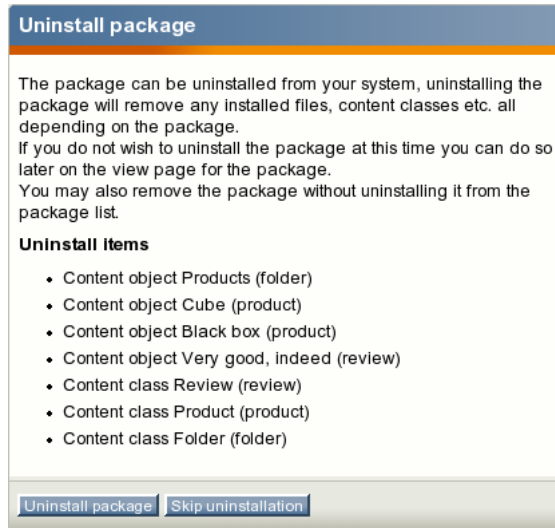 Uninstall package
The package can be uninstalled from your system, uninstalling the
package will remove any installed files, content classes etc. all
depending on the package.
If you do not wish to uninstall the package at this time you can do so
later on the view page for the package.
You may also remove the package without uninstalling it from the
package list.
Uninstall items
• Content object Products (folder)
• Content object Cube (product)
• Content object Black box (product)
• Content object Very good, indeed (review)
• Content class Review (review)
• Content class Product (product)
• Content class Folder (folder)
Uninstall package Skip uninstallation